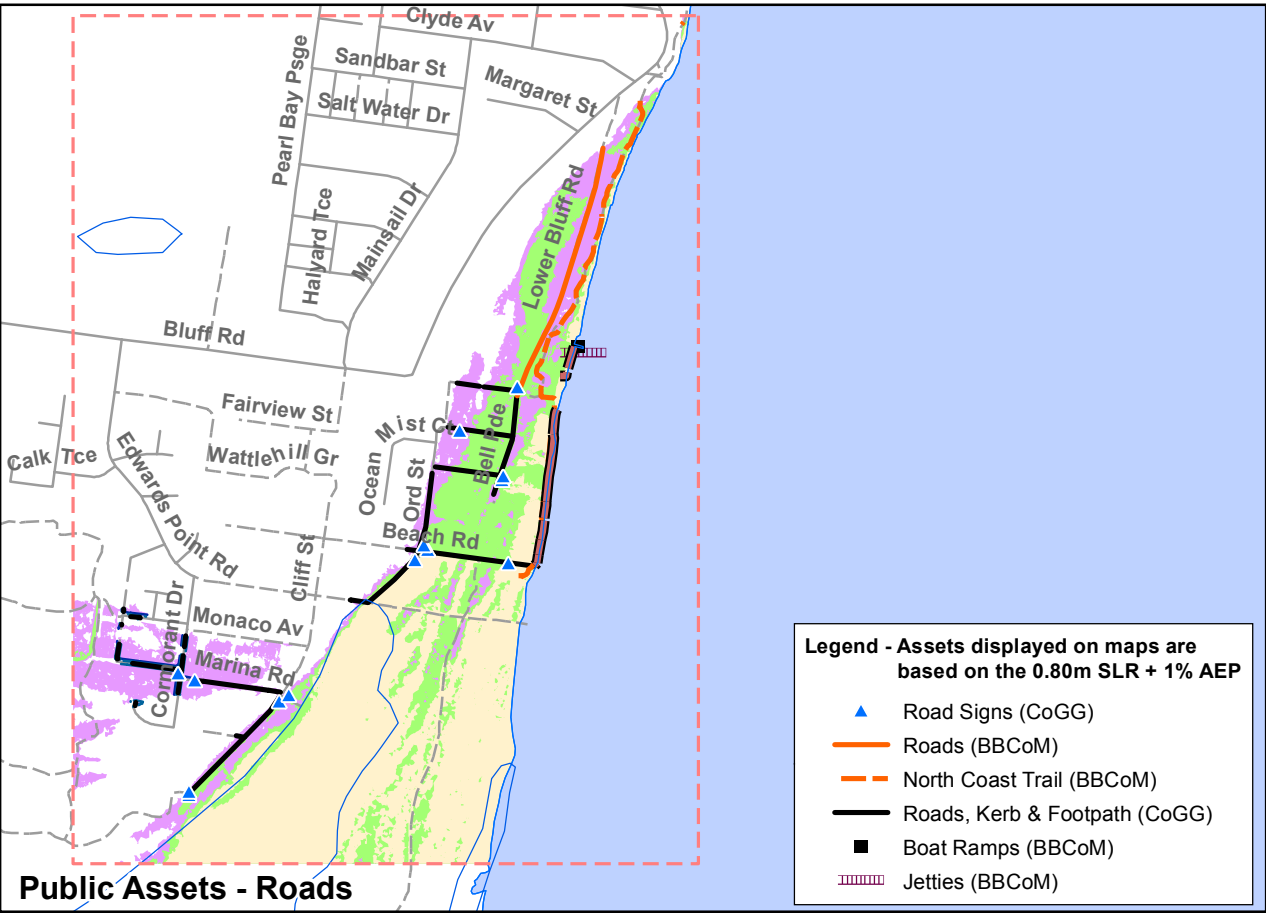 Clyde Av
Sandbar St
Margaret St
Pearl Bay Psge
Salt Water Dr
Lower Bluff Rd
Halyard Tce
Mainsail Dr
Bluff Rd
Fairview St
Mist Ct
Bell Pde
Calk Tce
Edwards Point Rd
Wattlehill Gr
Ocean
Ord St
Beach Rd
Cliff St
Cormorant Dr
Monaco Av
Marina Rd
Legend - Assets displayed on maps are
based on the 0.80m SLR + 1% AEP
Road Signs (CoGG)
Roads (BBCoM)
North Coast Trail (BBCoM)
Roads, Kerb & Footpath (CoGG)
Boat Ramps (BBCoM)
Jetties (BBCoM)
Public Assets - Roads